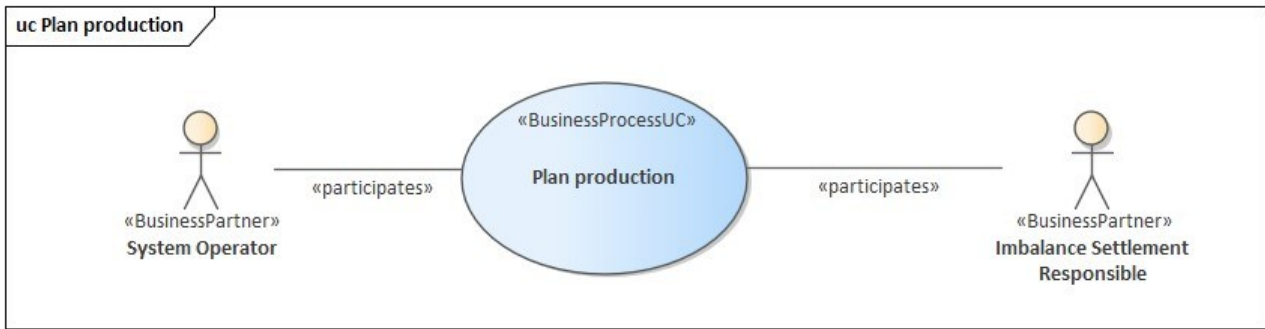 uc Plan production
«BusinessProcessUC»
Plan production
«participates»
«participates»
«BusinessPartner»
System Operator
«BusinessPartner»
Imbalance Settlement
Responsible